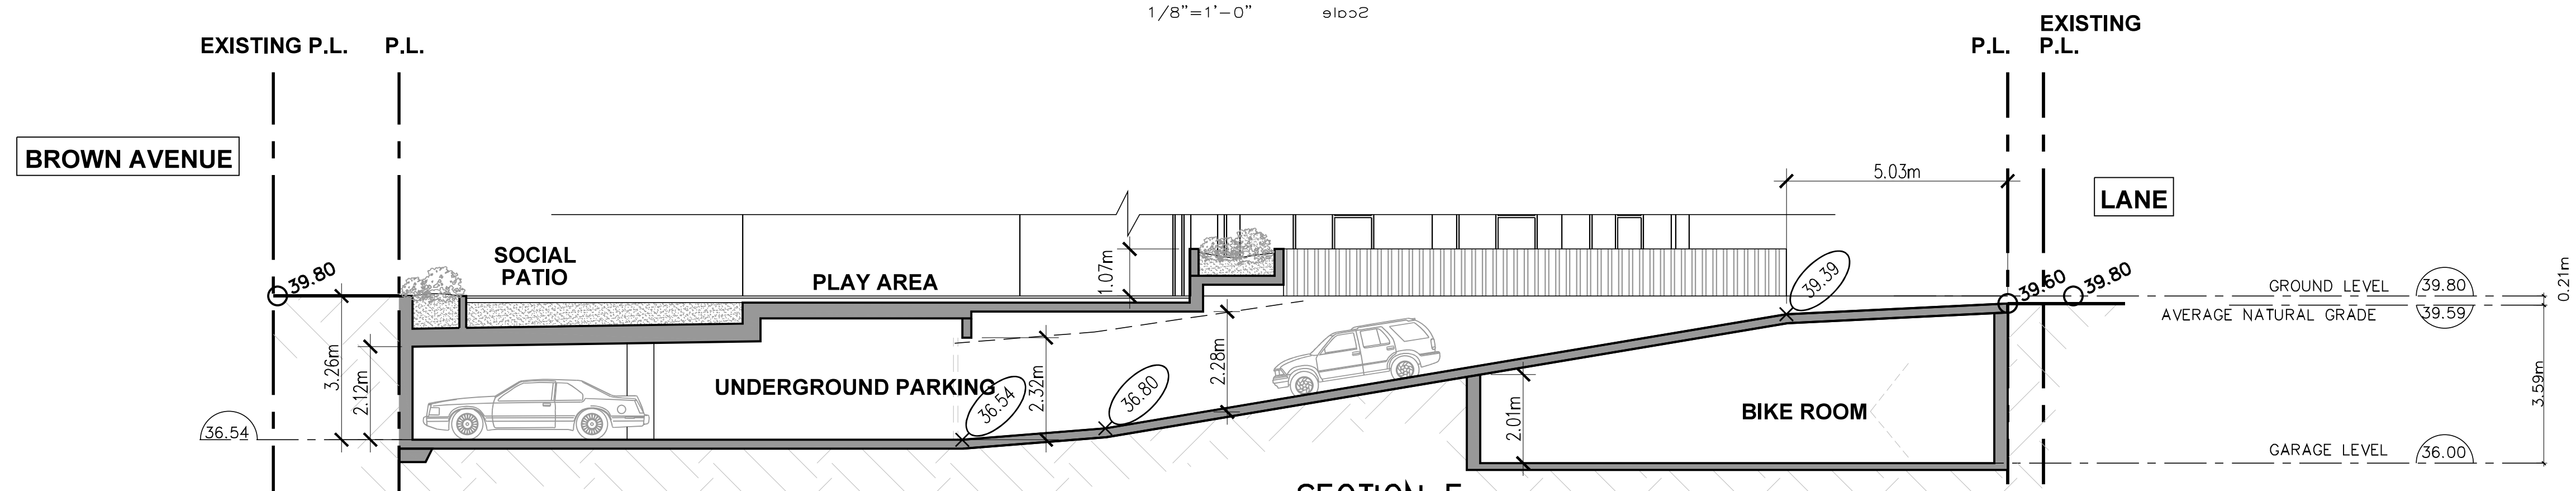 1/8"=1'-0" Scale
EXISTING P.L.
P.L.
P.L.
EXISTING
P.L.
BROWN AVENUE
LANE
5.03m
SOCIAL
PATIO
PLAY AREA
1.07m
39.80
39.39
39.60
39.80
GROUND LEVEL
39.80
0.21m
AVERAGE NATURAL GRADE
39.59
3.26m
2.12m
UNDERGROUND PARKING
36.54
2.32m
36.80
2.28m
2.01m
BIKE ROOM
3.59m
36.54
GARAGE LEVEL
36.00